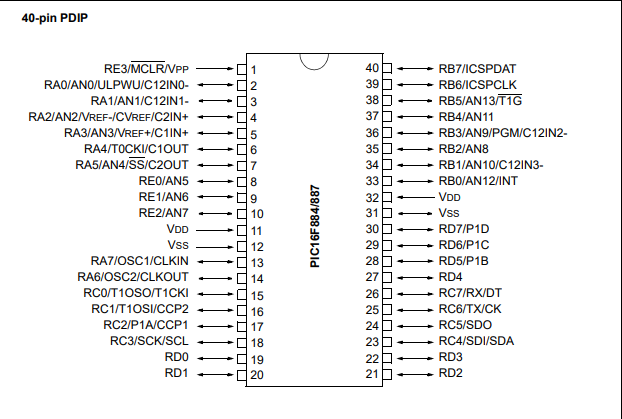 40-pin PDIP
RE3/MCLR/VPP 1 40 RB7/ICSPDAT
RA0/AN0/ULPWU/C12IN0- 2 39 RB6/ICSPCLK
RA1/AN1/C12IN1- 3 38 RB5/AN13/T1G
RA2/AN2/VREF-/CVREF/C2IN+ 4 37 RB4/AN11
RA3/AN3/VREF+/C1IN+ 5 36 RB3/AN9/PGM/C12IN2-
RA4/T0CKI/C1OUT 6 35 RB2/AN8
RA5/AN4/SS/C2OUT 7 34 RB1/AN10/C12IN3-
RE0/AN5 8 33 RB0/AN12/INT
RE1/AN6 9 32 VDD
RE2/AN7 10 31 VSS
VDD 11 30 RD7/P1D
VSS 12 29 RD6/P1C
RA7/OSC1/CLKIN 13 28 RD5/P1B
RA6/OSC2/CLKOUT 14 27 RD4
RC0/T1OSO/T1CKI 15 26 RC7/RX/DT
RC1/T1OSI/CCP2 16 25 RC6/TX/CK
RC2/P1A/CCP1 17 24 RC5/SDO
RC3/SCK/SCL 18 23 RC4/SDI/SDA
RD0 19 22 RD3
RD1 20 21 RD2
PIC16F884/887